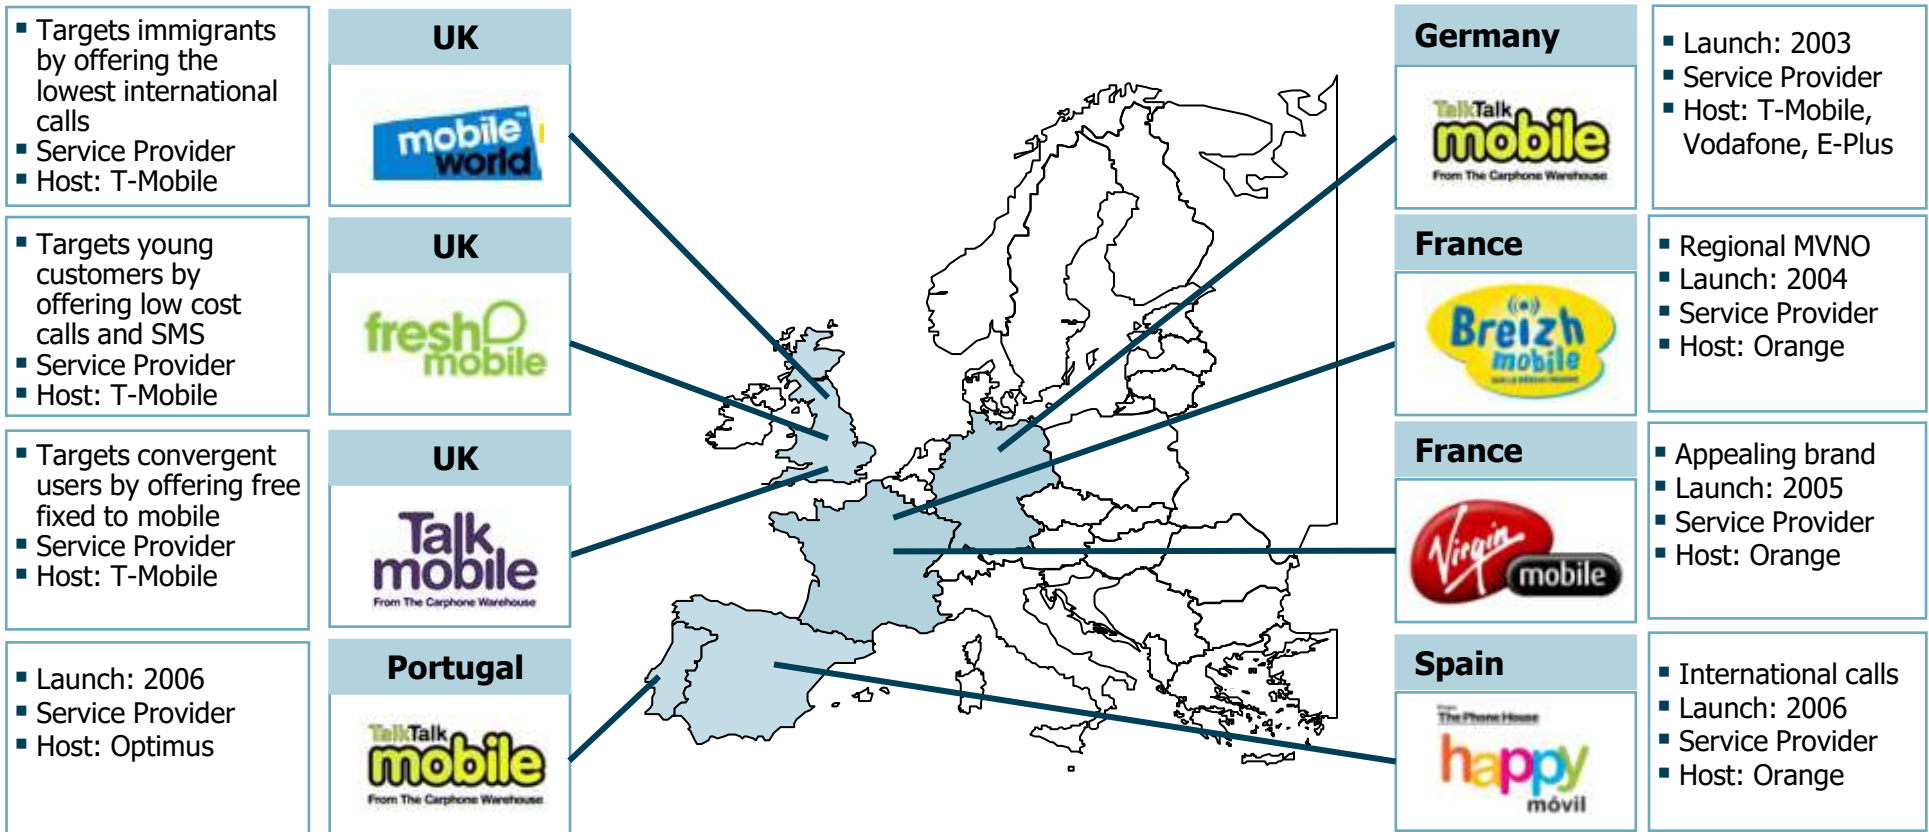 ▪ Targets immigrants
by offering the
lowest international
calls
▪ Service Provider
▪ Host: T-Mobile
UK
mobile™
world
▪ Targets young
customers by
offering low cost
calls and SMS
▪ Service Provider
▪ Host: T-Mobile
UK
fresh
mobile
▪ Targets convergent
users by offering free
fixed to mobile
▪ Service Provider
▪ Host: T-Mobile
UK
Talk
mobile
From The Carphone Warehouse
▪ Launch: 2006
▪ Service Provider
▪ Host: Optimus
Portugal
TalkTalk
mobile
From The Carphone Warehouse
Germany
TalkTalk
mobile
From The Carphone Warehouse
▪ Launch: 2003
▪ Service Provider
▪ Host: T-Mobile,
Vodafone, E-Plus
France
Breizh
mobile
▪ Regional MVNO
▪ Launch: 2004
▪ Service Provider
▪ Host: Orange
France
Virgin
mobile
▪ Appealing brand
▪ Launch: 2005
▪ Service Provider
▪ Host: Orange
Spain
The Phone House
happy
móvil
▪ International calls
▪ Launch: 2006
▪ Service Provider
▪ Host: Orange